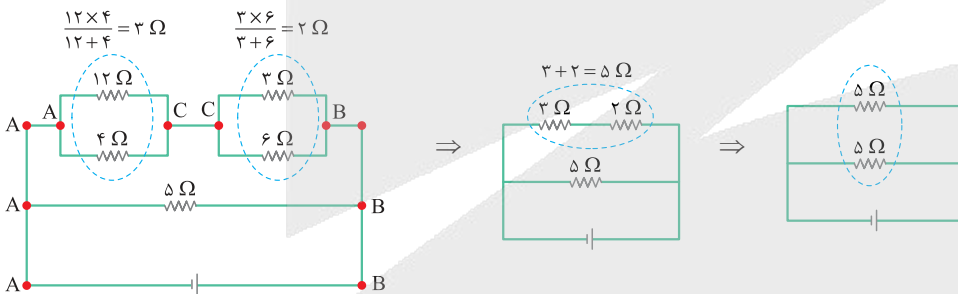 ۱۲×۴/۱۲+۴ = ۳ Ω
۳×۶/۳+۶ = ۲ Ω
۱۲ Ω
۳ Ω
A
C
C
B
A
۴ Ω
۶ Ω
۵ Ω
A
B
A
B
⇒
۳+۲=۵ Ω
۳ Ω
۲ Ω
۵ Ω
⇒
۵ Ω
۵ Ω